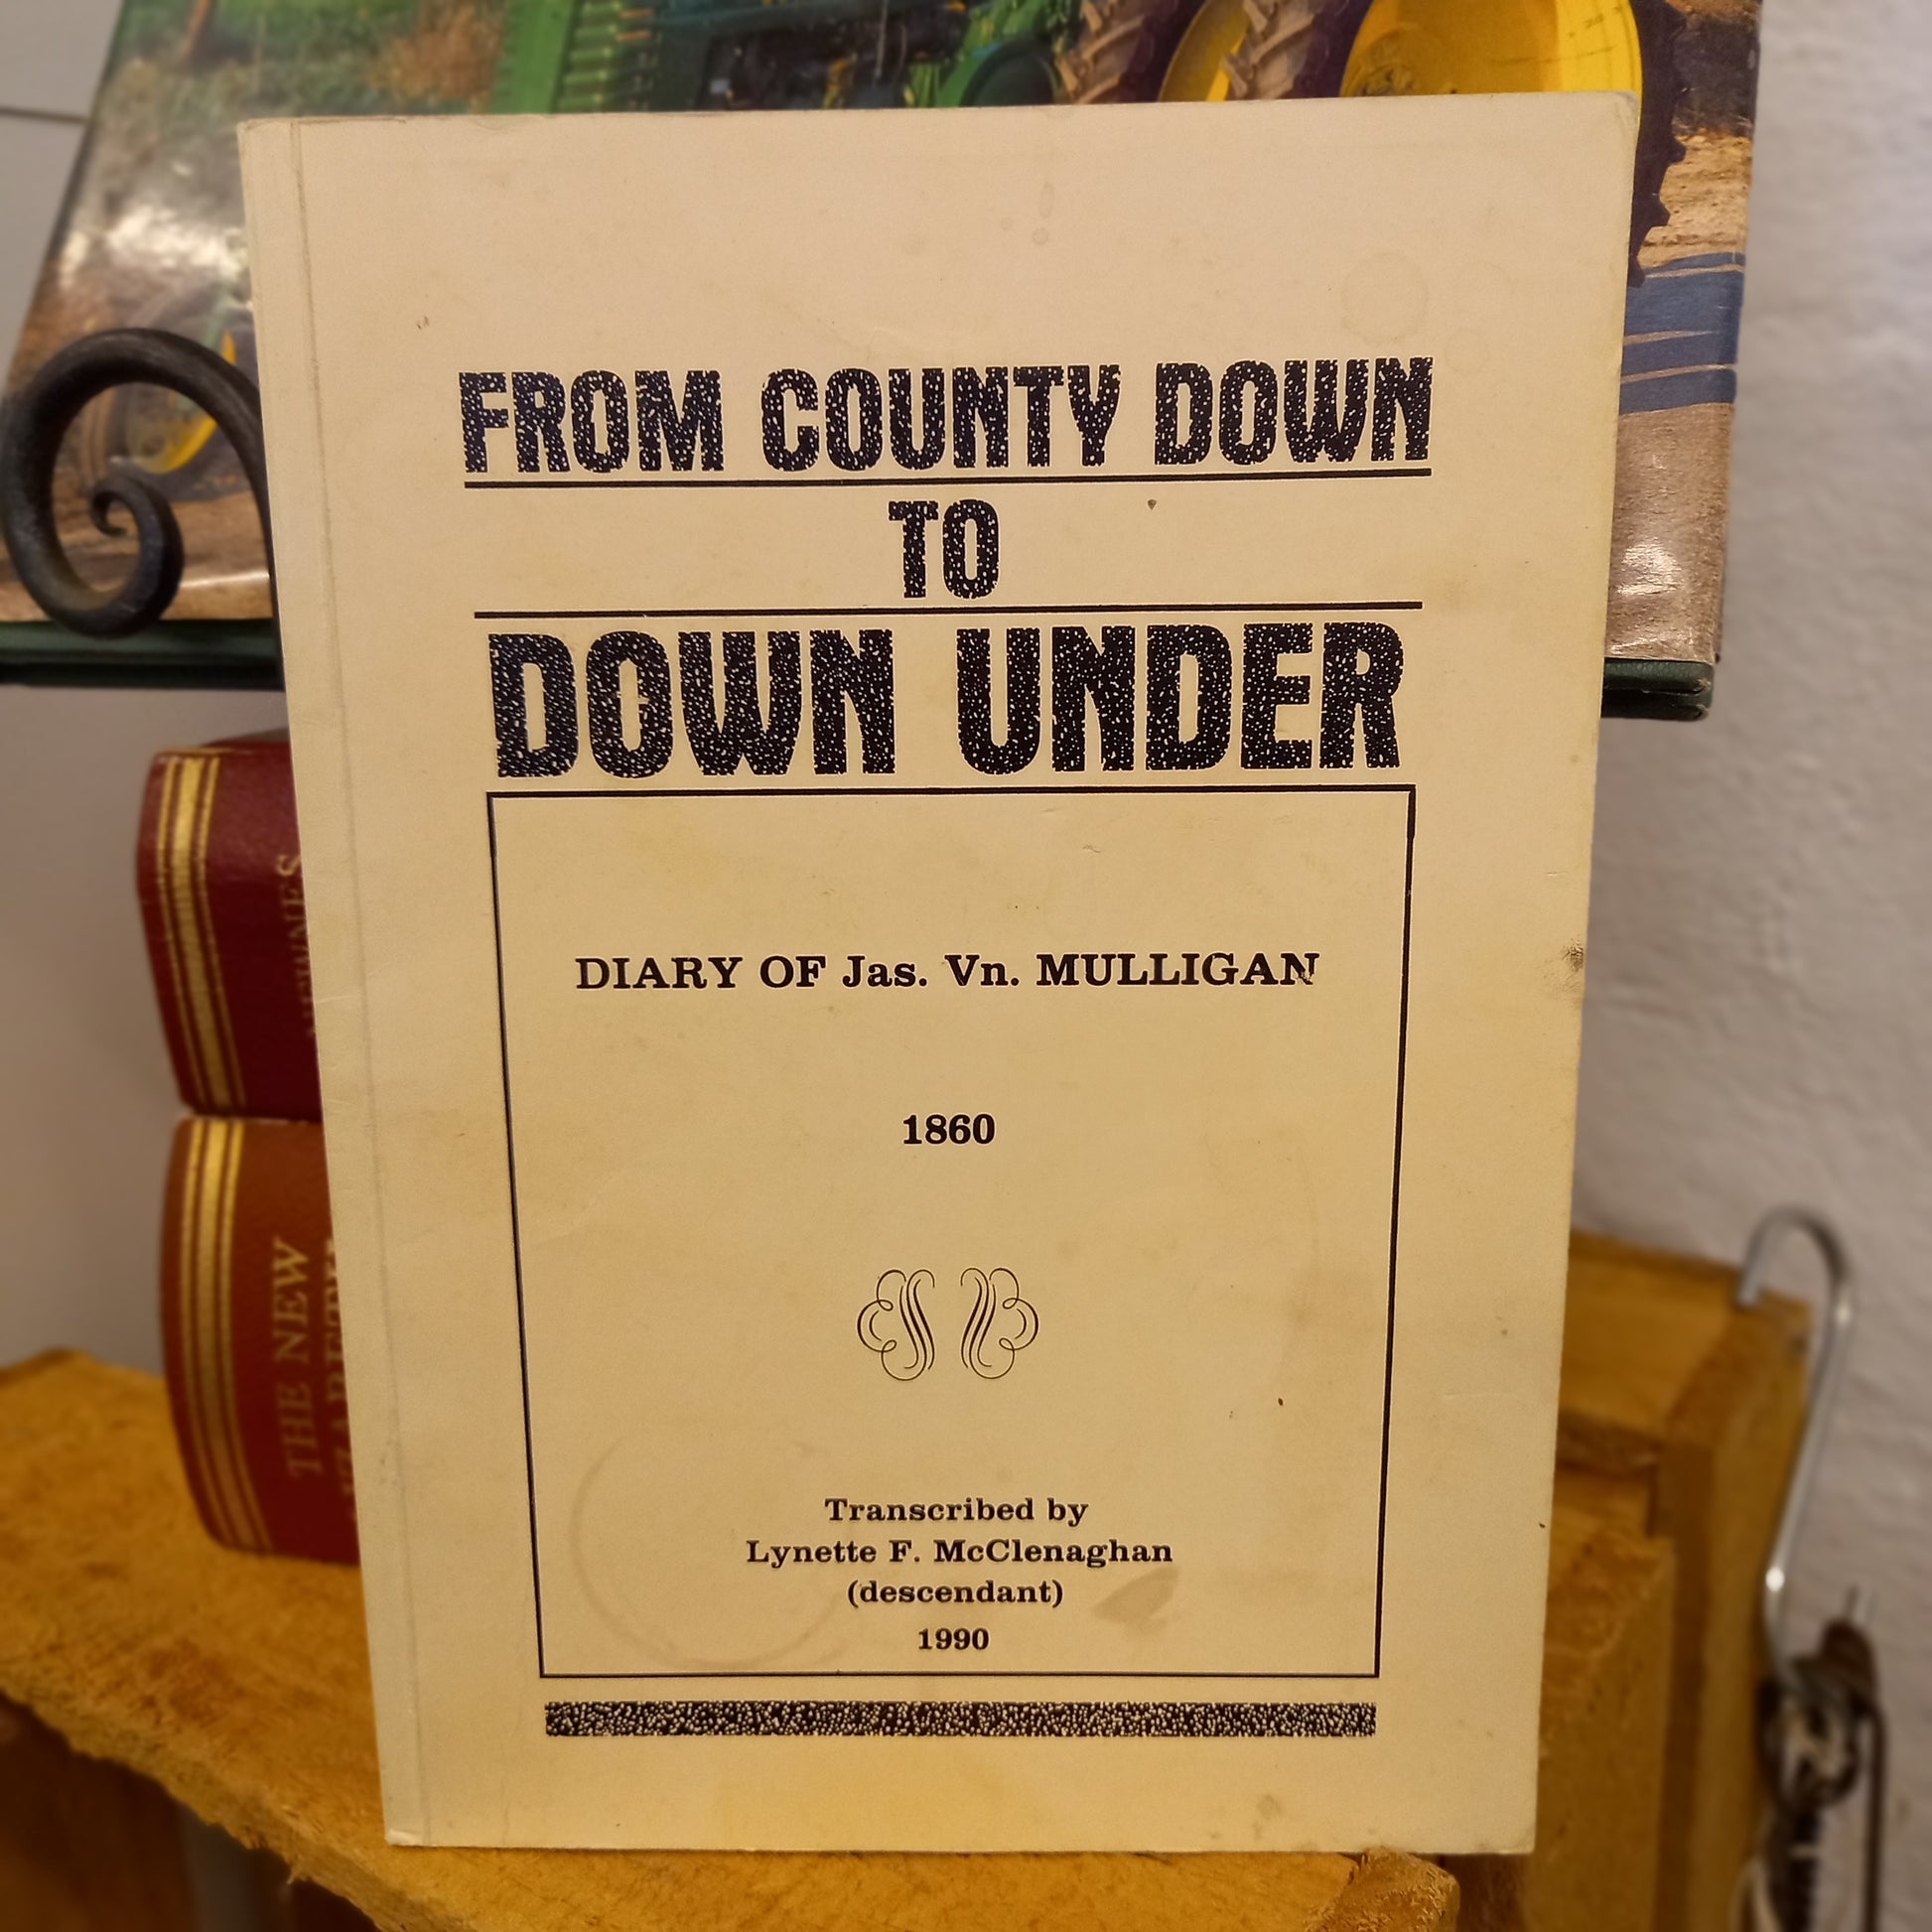 FROM COUNTY DOWN
TO
DOWN UNDER
DIARY OF Jas. Vn. MULLIGAN
1860
Transcribed by
Lynette F. McClenaghan
(descendant)
1990
NEWNES
THE NEW